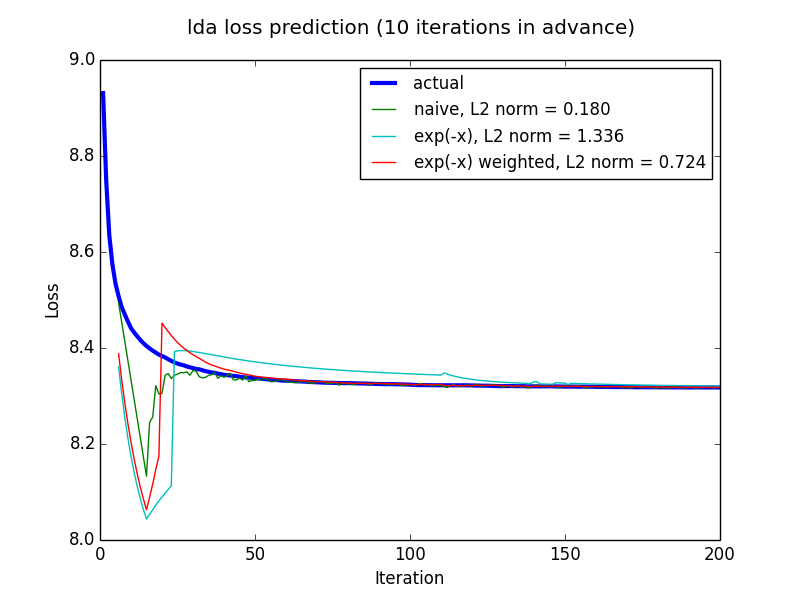 lda loss prediction (10 iterations in advance)
9.0
8.8
8.6
8.4
8.2
8.0
Loss
actual
naive, L2 norm = 0.180
exp(-x), L2 norm = 1.336
exp(-x) weighted, L2 norm = 0.724
0 50 100 150 200
Iteration